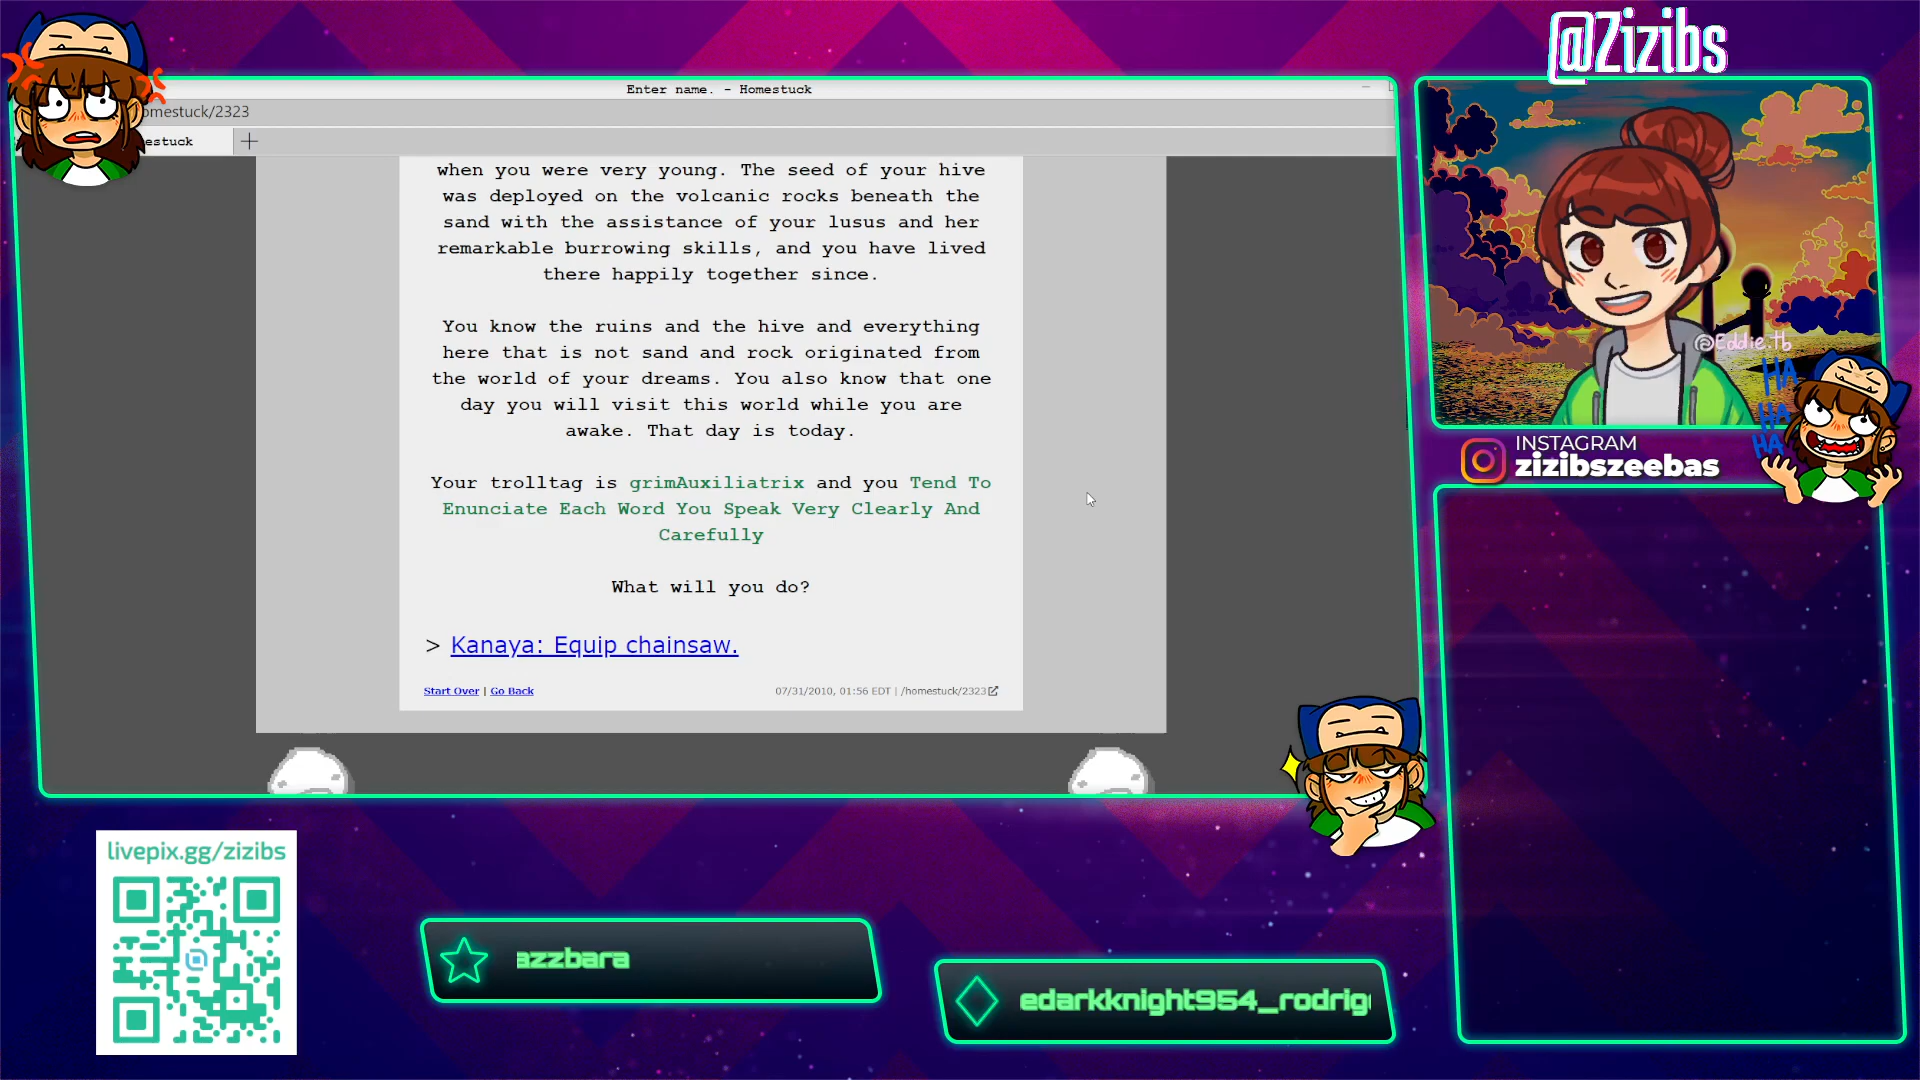 @Zizibs
Enter name. - Homestuck
omestuck/2323
estuck
when you were very young. The seed of your hive
was deployed on the volcanic rocks beneath the
sand with the assistance of your lusus and her
remarkable burrowing skills, and you have lived
there happily together since.
You know the ruins and the hive and everything
here that is not sand and rock originated from
the world of your dreams. You also know that one
day you will visit this world while you are
awake. That day is today.
Your trolltag is grimAuxiliatrix and you Tend To
Enunciate Each Word You Speak Very Clearly And
Carefully
What will you do?
> Kanaya: Equip chainsaw.
Start Over | Go Back
07/31/2010, 01:56 EDT | /homestuck/2323
@Eddie.Tb
HA
HA
HA
INSTAGRAM
zizibszeebas
livepix.gg/zizibs
azzbara
edarkknight954_rodrig